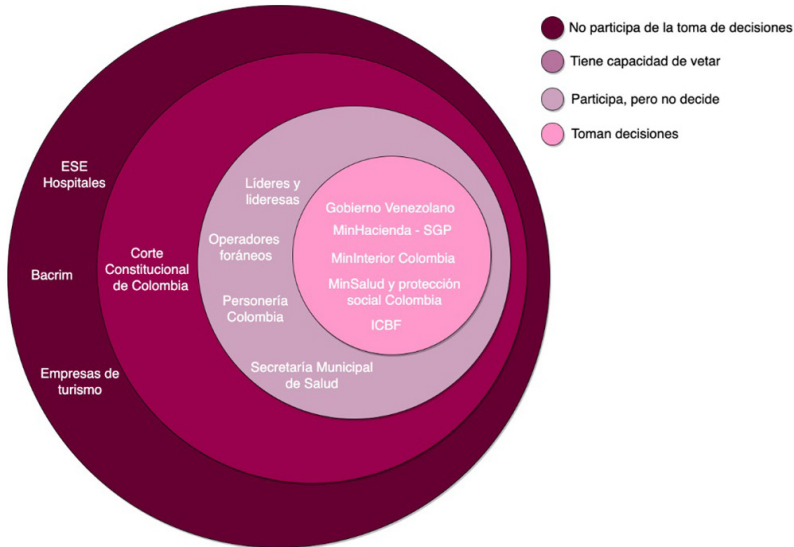 No participa de la toma de decisiones
Tiene capacidad de vetar
Participa, pero no decide
Toman decisiones
ESE
Hospitales
Bacrim
Empresas de
turismo
Corte
Constitucional
de Colombia
Líderes y
lideresas
Operadores
foráneos
Personería
Colombia
Secretaría Municipal
de Salud
Gobierno Venezolano
MinHacienda - SGP
MinInterior Colombia
MinSalud y protección
social Colombia
ICBF